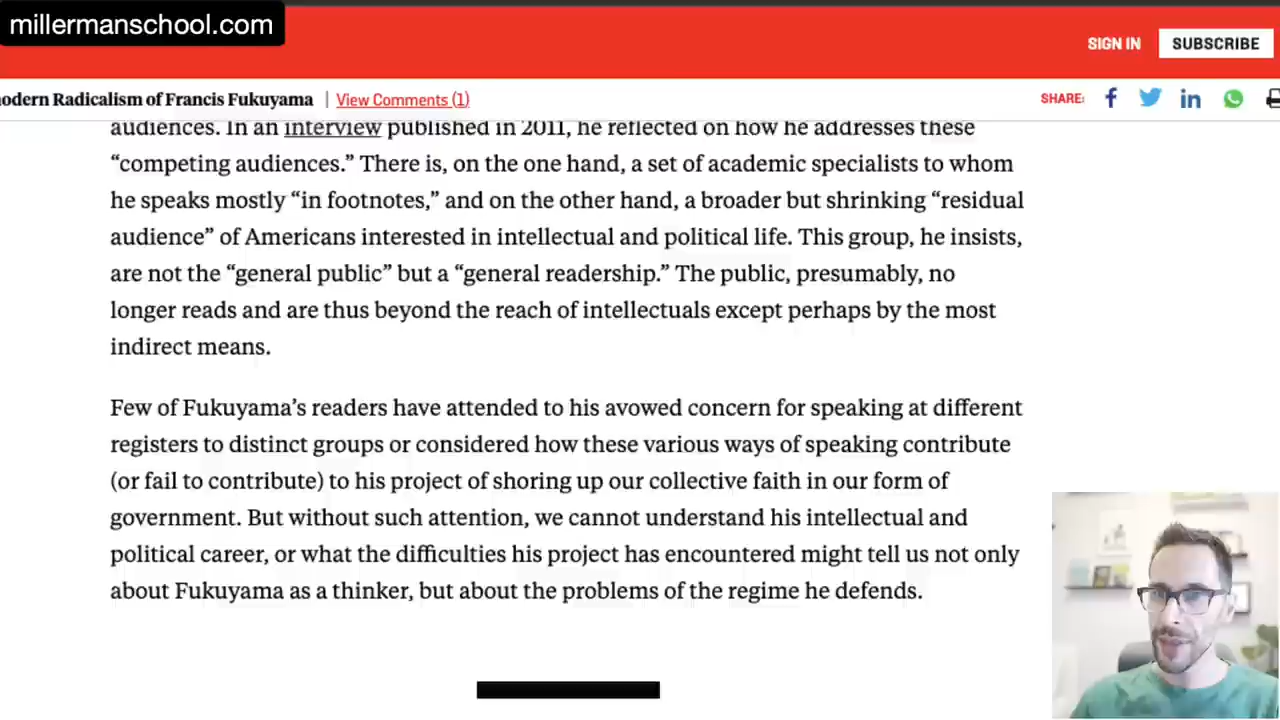 millermanschool.com
SIGN IN
SUBSCRIBE
odern Radicalism of Francis Fukuyama | View Comments (1)
SHARE:
audiences. In an interview published in 2011, he reflected on how he addresses these
“competing audiences.” There is, on the one hand, a set of academic specialists to whom
he speaks mostly “in footnotes,” and on the other hand, a broader but shrinking “residual
audience” of Americans interested in intellectual and political life. This group, he insists,
are not the “general public” but a “general readership.” The public, presumably, no
longer reads and are thus beyond the reach of intellectuals except perhaps by the most
indirect means.
Few of Fukuyama’s readers have attended to his avowed concern for speaking at different
registers to distinct groups or considered how these various ways of speaking contribute
(or fail to contribute) to his project of shoring up our collective faith in our form of
government. But without such attention, we cannot understand his intellectual and
political career, or what the difficulties his project has encountered might tell us not only
about Fukuyama as a thinker, but about the problems of the regime he defends.